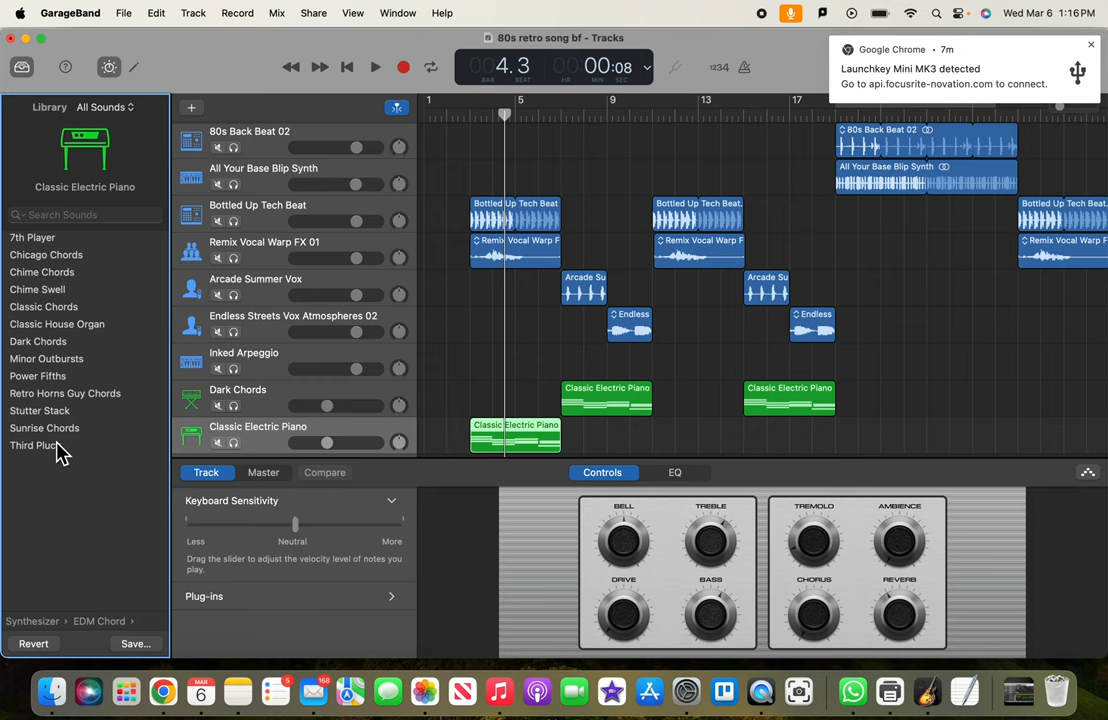 GarageBand File Edit Track Record Mix Share View Window Help
Wed Mar 6 1:16 PM
80s retro song bf - Tracks
004.3 00 00:08
BAR BEAT HR MIN SEC
1234
Google Chrome • 7m
Launchkey Mini MK3 detected
Go to api.focusrite-novation.com to connect.
Library All Sounds
Classic Electric Piano
Search Sounds
7th Player
Chicago Chords
Chime Chords
Chime Swell
Classic Chords
Classic House Organ
Dark Chords
Minor Outbursts
Power Fifths
Retro Horns Guy Chords
Stutter Stack
Sunrise Chords
Third Pluck
Synthesizer › EDM Chord ›
Revert Save...
1 5 9 13 17
80s Back Beat 02
All Your Base Blip Synth
Bottled Up Tech Beat
Remix Vocal Warp FX 01
Arcade Summer Vox
Endless Streets Vox Atmospheres 02
Inked Arpeggio
Dark Chords
Classic Electric Piano
80s Back Beat 02
All Your Base Blip Synth
Bottled Up Tech Beat Bottled Up Tech Beat. Bottled Up Tech Beat.
Remix Vocal Warp F Remix Vocal Warp F Remix Vocal Warp F
Arcade Su Arcade Su
Endless Endless
Classic Electric Piano Classic Electric Piano
Classic Electric Piano
Track Master Compare Controls EQ
Keyboard Sensitivity
Less Neutral More
Drag the slider to adjust the velocity level of notes you
play.
Plug-ins
BELL TREBLE TREMOLO AMBIENCE
DRIVE BASS CHORUS REVERB
MAR
6
5
168